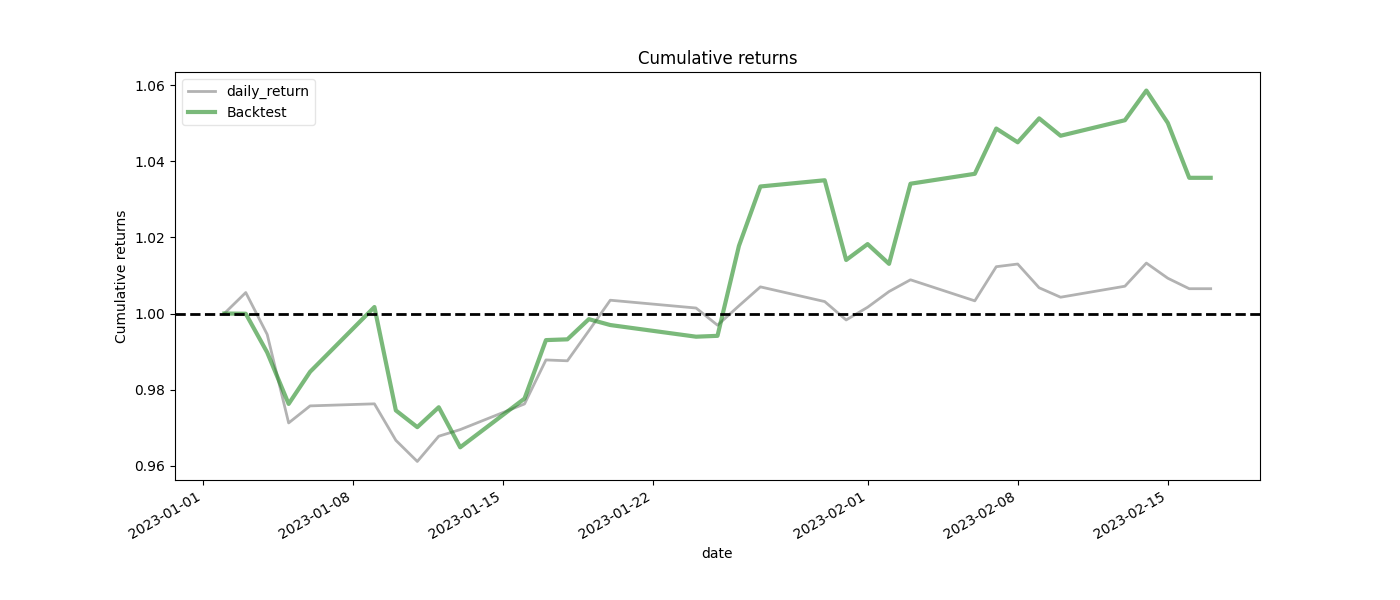 Cumulative returns
daily_return
Backtest
Cumulative returns
1.06
1.04
1.02
1.00
0.98
0.96
2023-01-01
2023-01-08
2023-01-15
2023-01-22
2023-02-01
2023-02-08
2023-02-15
date